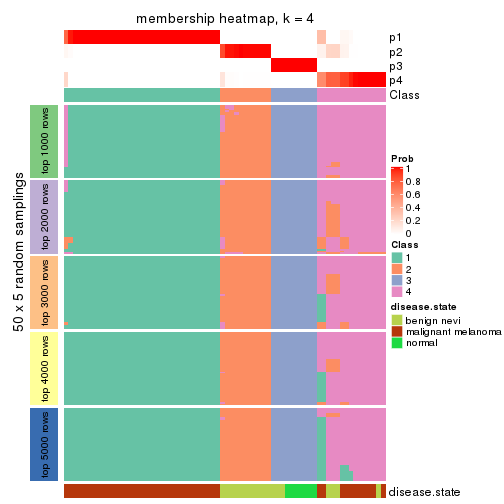 membership heatmap, k = 4
p1
p2
p3
p4
Class
50 x 5 random samplings
top 1000 rows
top 2000 rows
top 3000 rows
top 4000 rows
top 5000 rows
Prob
1
0.8
0.6
0.4
0.2
0
Class
1
2
3
4
disease.state
benign nevi
malignant melanoma
normal
disease.state